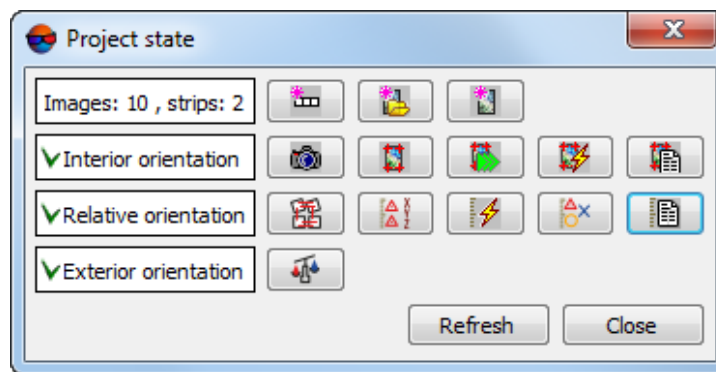 Project state
Images: 10 , strips: 2
Interior orientation
Relative orientation
Exterior orientation
Refresh Close